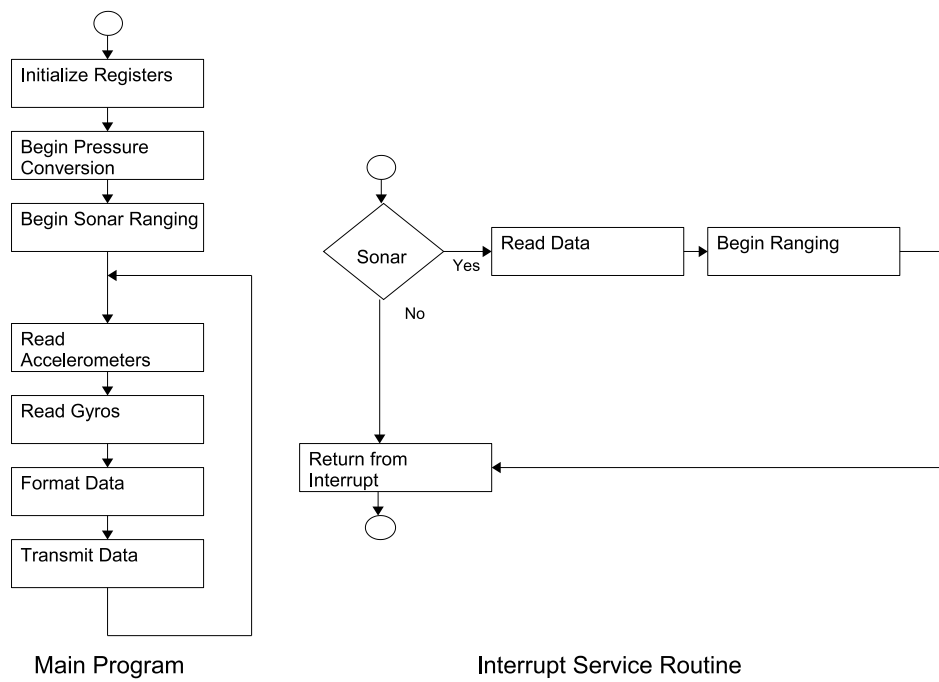 Initialize Registers
Begin Pressure
Conversion
Begin Sonar Ranging
Read
Accelerometers
Read Gyros
Format Data
Transmit Data
Main Program
Sonar
Yes
No
Read Data
Begin Ranging
Return from
Interrupt
Interrupt Service Routine